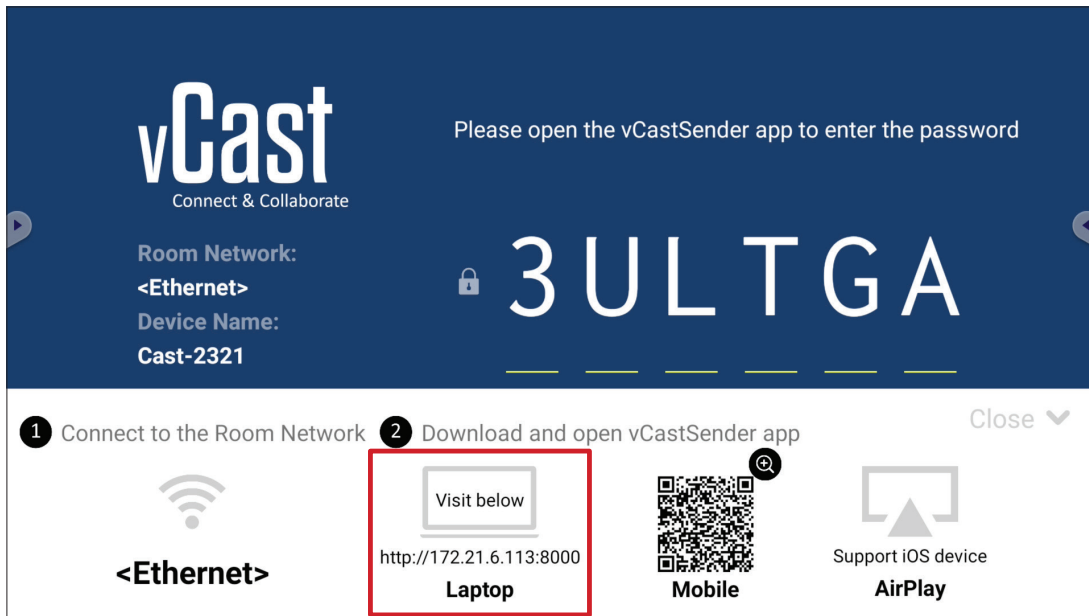 vCast
Connect & Collaborate
Please open the vCastSender app to enter the password
Room Network:
<Ethernet>
Device Name:
Cast-2321
3ULTGA
1 Connect to the Room Network
2 Download and open vCastSender app
Close
<Ethernet>
Visit below
http://172.21.6.113:8000
Laptop
Mobile
Support iOS device
AirPlay